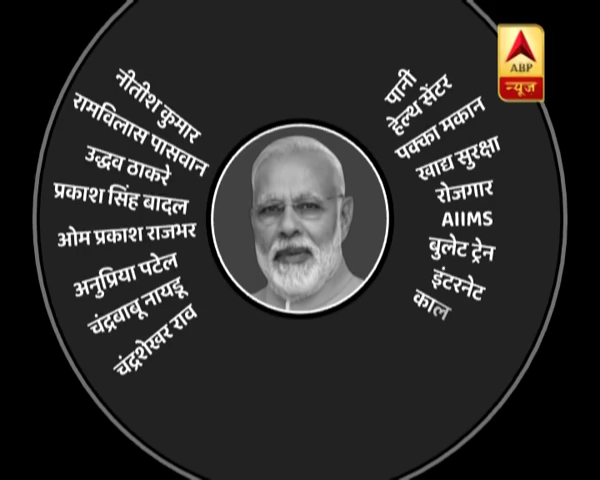 नीतीश कुमार
रामविलास पासवान
उद्धव ठाकरे
प्रकाश सिंह बादल
ओम प्रकाश राजभर
अनुप्रिया पटेल
चंद्रबाबू नायडू
चंद्रशेखर राव
पानी
हेल्थ सेंटर
पक्का मकान
खाद्य सुरक्षा
रोजगार
AIIMS
बुलेट ट्रेन
इंटरनेट
काल
ABP
न्यूज़